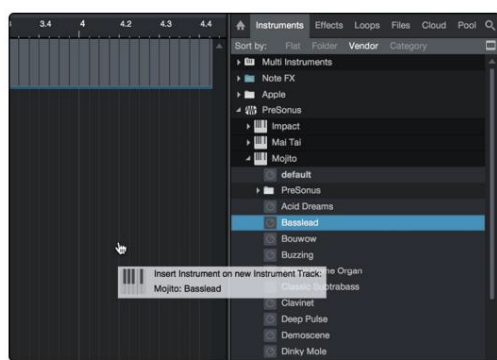 3.4 4 4.2 4.3 4.4
Instruments Effects Loops Files Cloud Pool
Sort by: Flat Folder Vendor Category
Multi Instruments
Note FX
Apple
PreSonus
Impact
Mai Tai
Mojito
default
PreSonus
Acid Dreams
Basslead
Bouwow
Buzzing
Insert Instrument on new Instrument Track:
Organ
Mojito: Basslead
Clavinet
Deep Pulse
Demoscene
Dinky Mole